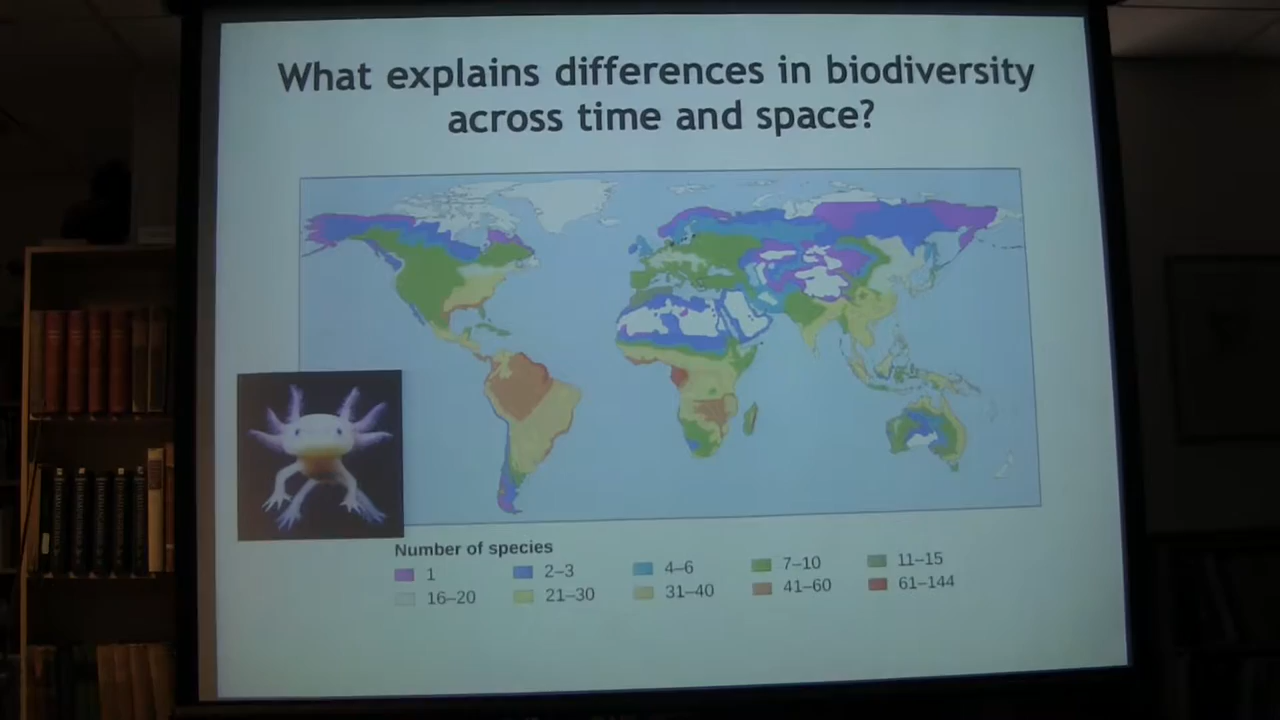 What explains differences in biodiversity
across time and space?
Number of species
1 2–3 4–6 7–10 11–15
16–20 21–30 31–40 41–60 61–144